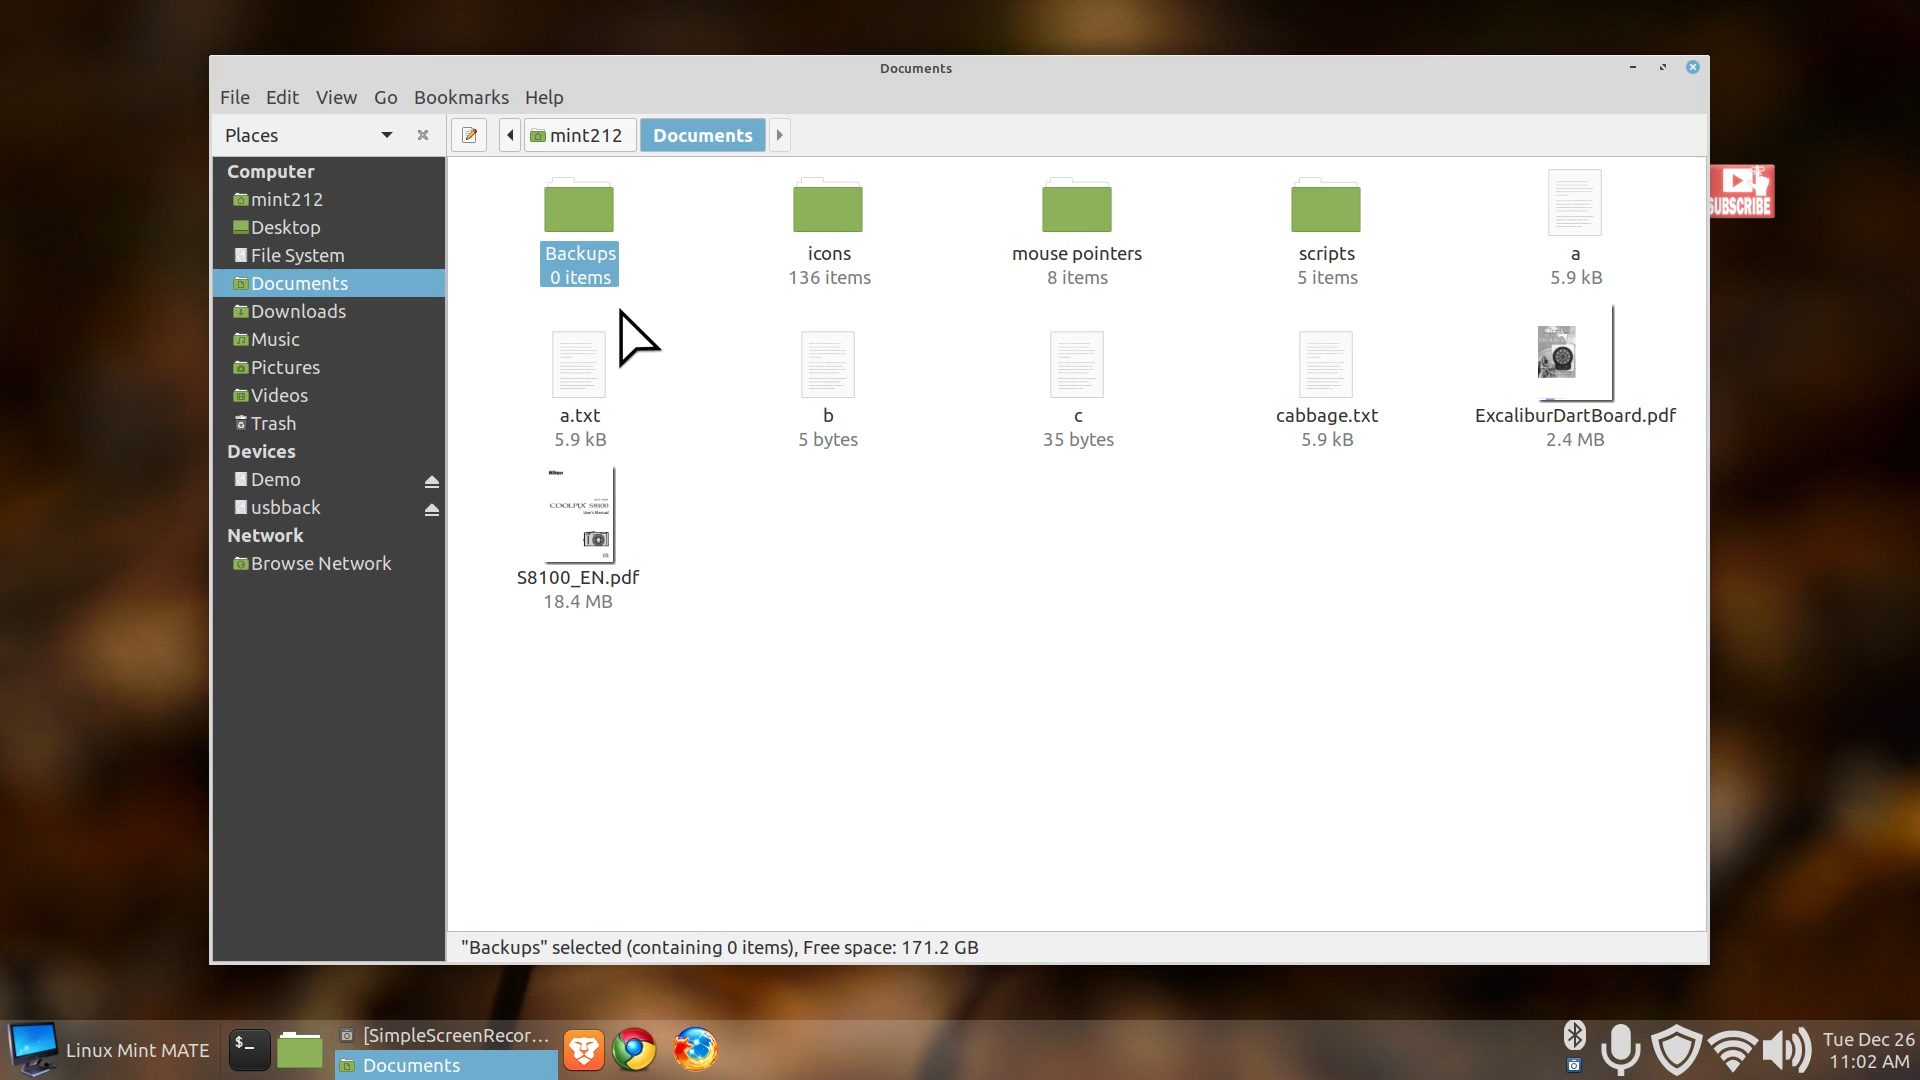 Documents
File Edit View Go Bookmarks Help
Places
mint212
Documents
Computer
mint212
Desktop
File System
Documents
Downloads
Music
Pictures
Videos
Trash
Devices
Demo
usbback
Network
Browse Network
Backups
0 items
icons
136 items
mouse pointers
8 items
scripts
5 items
a
5.9 kB
a.txt
5.9 kB
b
5 bytes
c
35 bytes
cabbage.txt
5.9 kB
ExcaliburDartBoard.pdf
2.4 MB
Nikon
COOLPIX S8100
User's Manual
S8100_EN.pdf
18.4 MB
SUBSCRIBE
"Backups" selected (containing 0 items), Free space: 171.2 GB
Linux Mint MATE
$_
[SimpleScreenRecor...
Documents
Tue Dec 26
11:02 AM